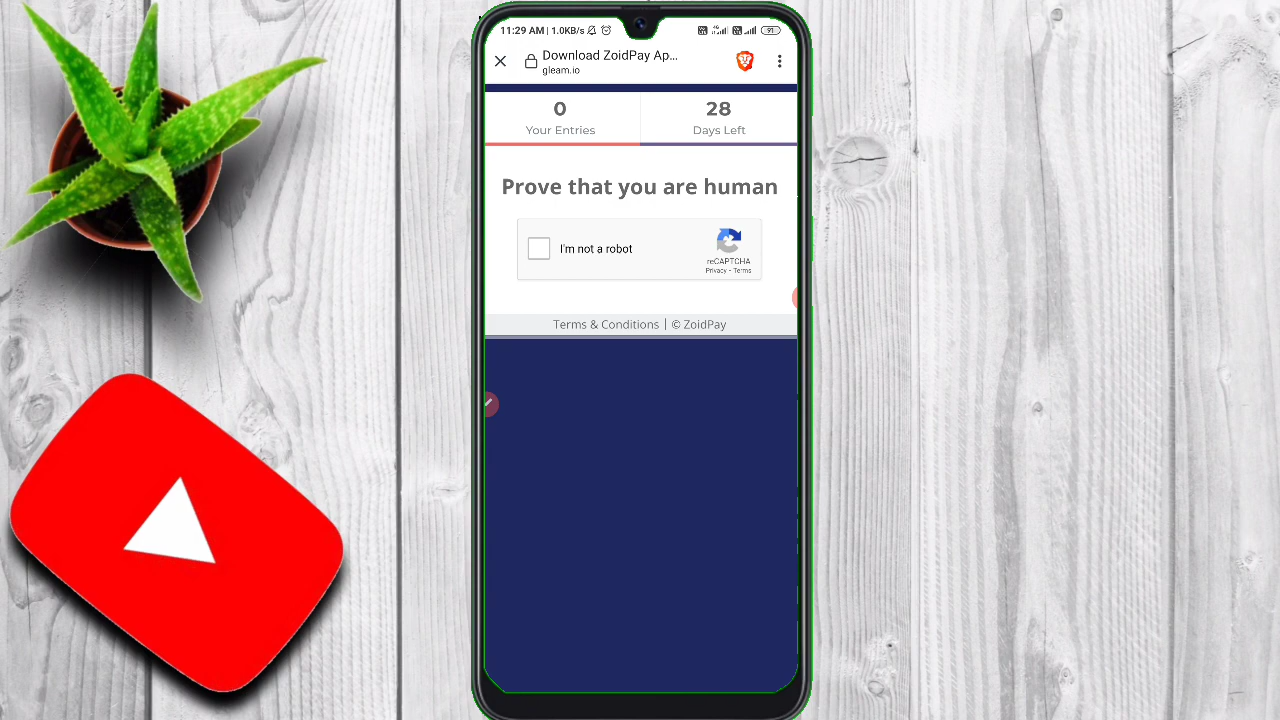 11:29 AM | 1.0KB/s
91
Download ZoidPay Ap...
gleam.io
0
Your Entries
28
Days Left
Prove that you are human
I'm not a robot
reCAPTCHA
Privacy - Terms
Terms & Conditions | © ZoidPay